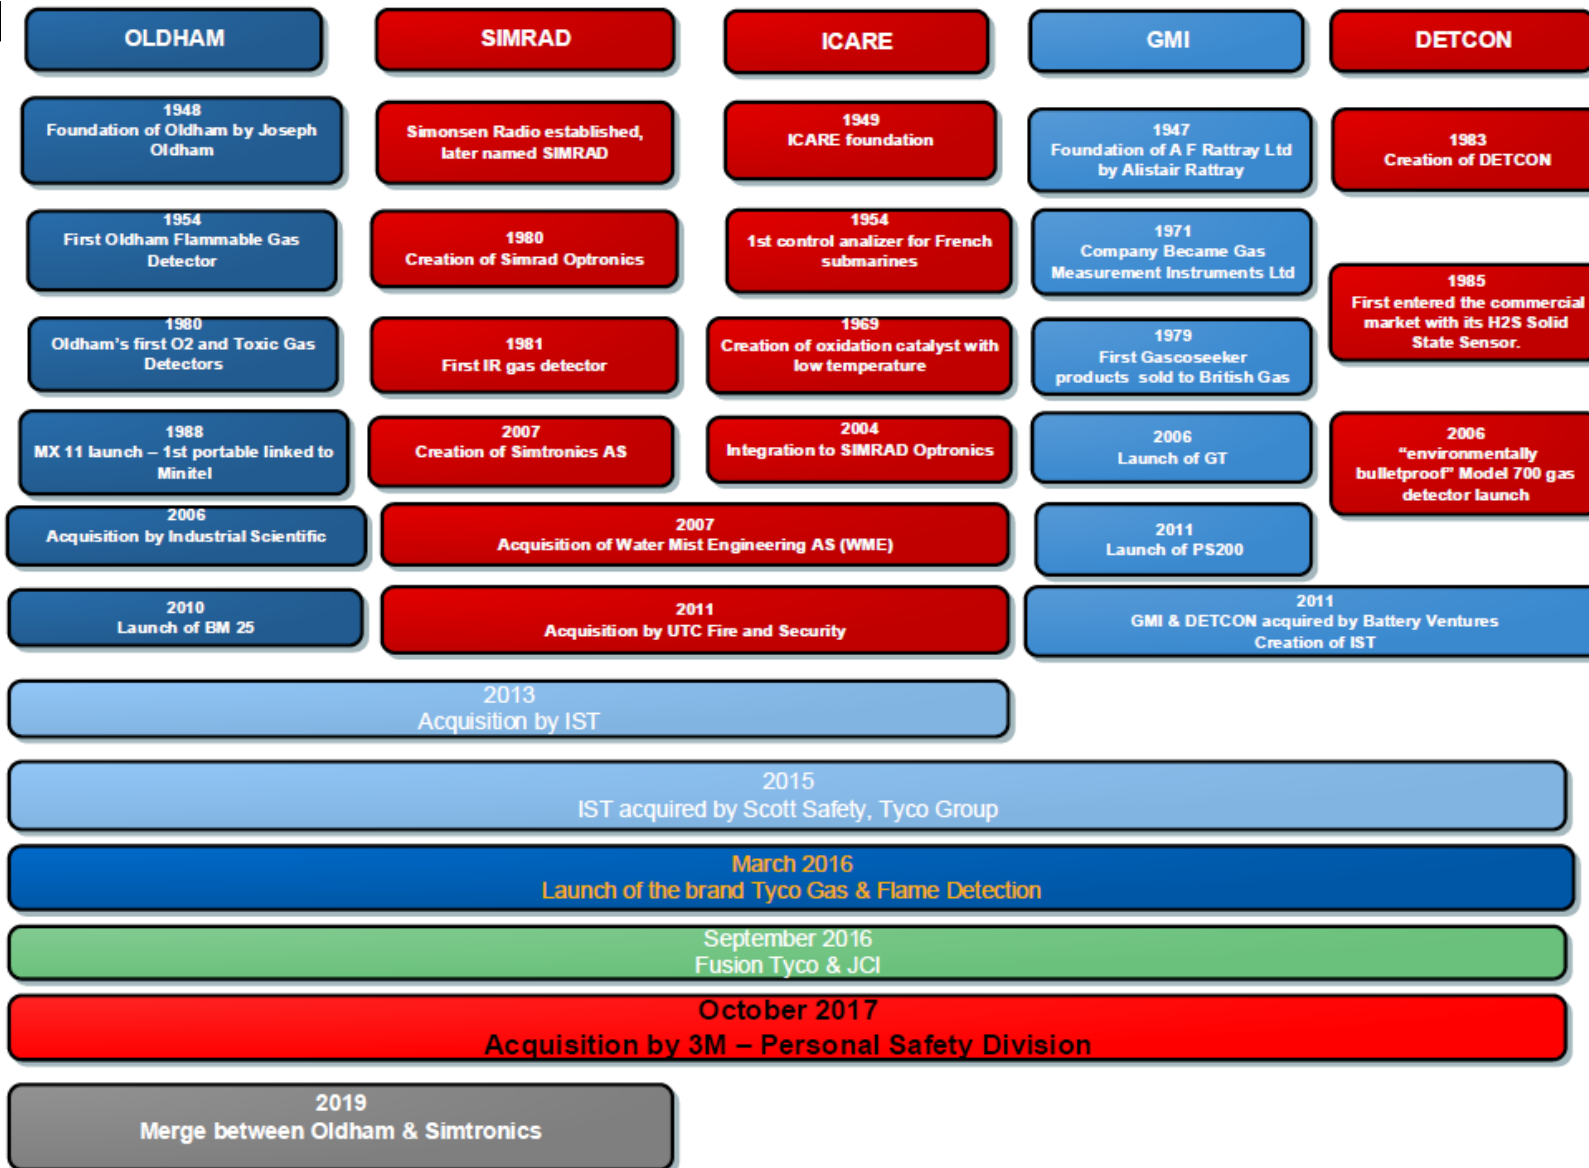 OLDHAM
SIMRAD
ICARE
GMI
DETCON
1948
Foundation of Oldham by Joseph
Oldham
Simonsen Radio established,
later named SIMRAD
1949
ICARE foundation
1947
Foundation of A F Rattray Ltd
by Alistair Rattray
1983
Creation of DETCON
1954
First Oldham Flammable Gas
Detector
1980
Creation of Simrad Optronics
1954
1st control analizer for French
submarines
1971
Company Became Gas
Measurement Instruments Ltd
1985
First entered the commercial
market with its H2S Solid
State Sensor.
1980
Oldham's first O2 and Toxic Gas
Detectors
1981
First IR gas detector
1969
Creation of oxidation catalyst with
low temperature
1979
First Gascoseeker
products sold to British Gas
1988
MX 11 launch – 1st portable linked to
Minitel
2007
Creation of Simtronics AS
2004
Integration to SIMRAD Optronics
2006
Launch of GT
2006
“environmentally
bulletproof” Model 700 gas
detector launch
2006
Acquisition by Industrial Scientific
2007
Acquisition of Water Mist Engineering AS (WME)
2011
Launch of PS200
2010
Launch of BM 25
2011
Acquisition by UTC Fire and Security
2011
GMI & DETCON acquired by Battery Ventures
Creation of IST
2013
Acquisition by IST
2015
IST acquired by Scott Safety, Tyco Group
March 2016
Launch of the brand Tyco Gas & Flame Detection
September 2016
Fusion Tyco & JCI
October 2017
Acquisition by 3M – Personal Safety Division
2019
Merge between Oldham & Simtronics